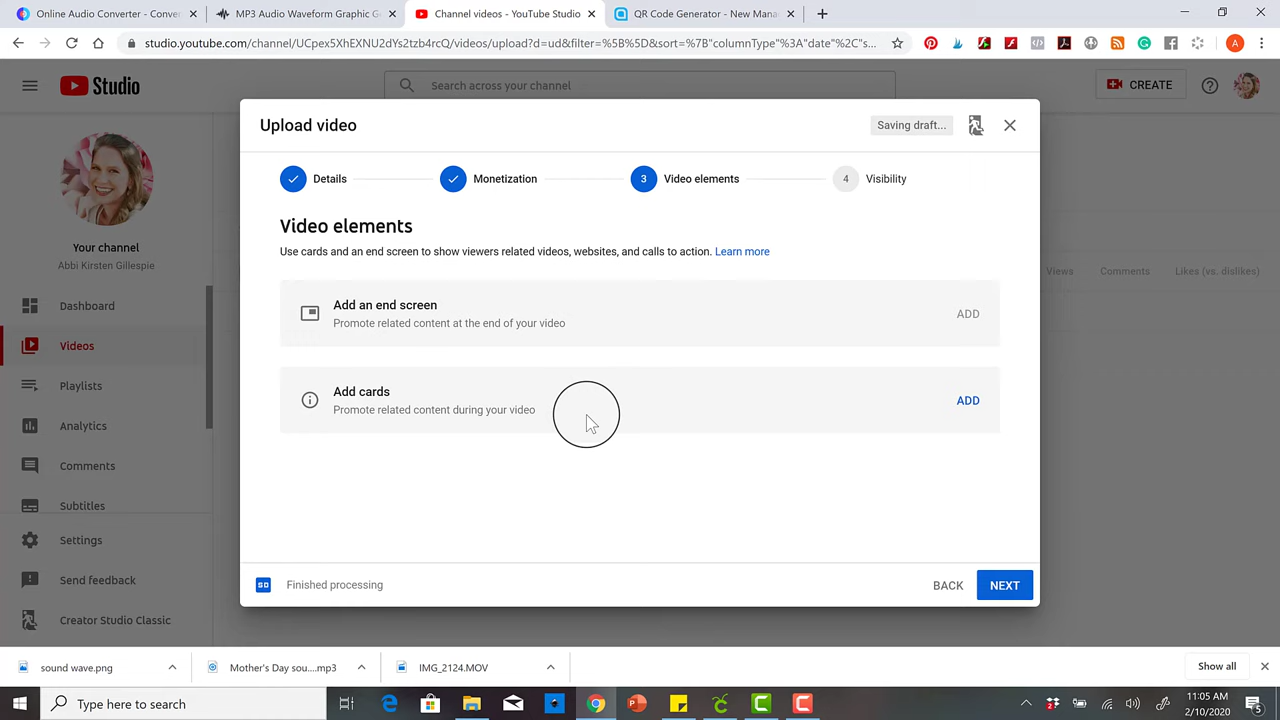 Online Audio Converter - Conver
MP3 Audio Waveform Graphic G
Channel videos - YouTube Studio
QR Code Generator - New Mana
studio.youtube.com/channel/UCpex5XhEXNU2dYs2tzb4rcQ/videos/upload?d=ud&filter=%5B%5D&sort=%7B"columnType"%3A"date"%2C"s...
A
Studio
Search across your channel
CREATE
Upload video
Saving draft...
Details
Monetization
3
Video elements
4
Visibility
Video elements
Use cards and an end screen to show viewers related videos, websites, and calls to action. Learn more
Add an end screen
Promote related content at the end of your video
ADD
Add cards
Promote related content during your video
ADD
Your channel
Abbi Kirsten Gillespie
Dashboard
Videos
Playlists
Analytics
Comments
Subtitles
Settings
Send feedback
Creator Studio Classic
Views
Comments
Likes (vs. dislikes)
SD
Finished processing
BACK
NEXT
sound wave.png
Mother's Day sou....mp3
IMG_2124.MOV
Show all
Type here to search
11:05 AM
2/10/2020